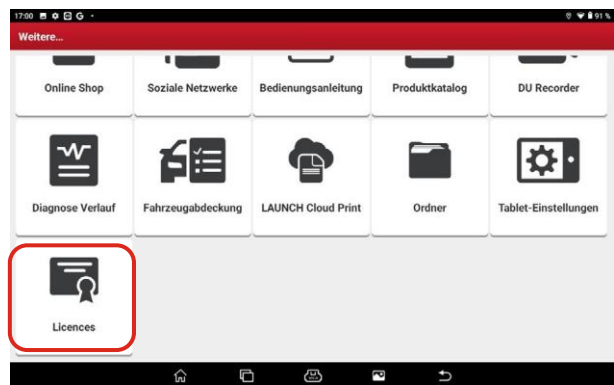 17:00 G
91 %
Weitere...
Online Shop
Soziale Netzwerke
Bedienungsanleitung
Produktkatalog
DU Recorder
Diagnose Verlauf
Fahrzeugabdeckung
LAUNCH Cloud Print
Ordner
Tablet-Einstellungen
Licences